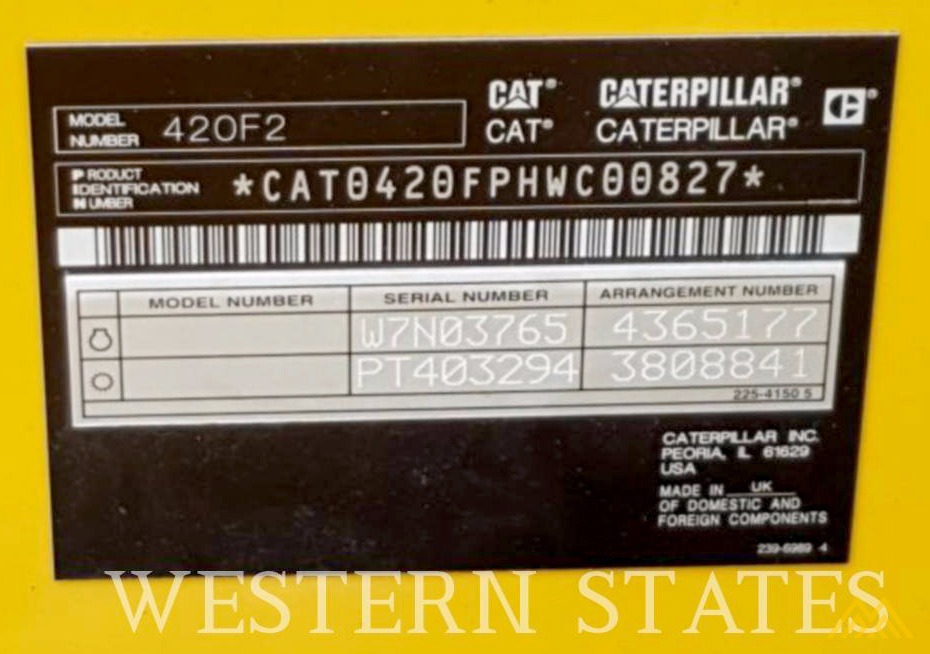 CAT® CATERPILLAR®
CAT® CATERPILLAR®
MODEL NUMBER 420F2
PRODUCT IDENTIFICATION NUMBER *CAT0420FPHWC00827*
MODEL NUMBER SERIAL NUMBER ARRANGEMENT NUMBER
W7N03765 4365177
PT403294 3808841
225-4150 5
CATERPILLAR INC.
PEORIA, IL 61629
USA
MADE IN UK
OF DOMESTIC AND
FOREIGN COMPONENTS
239-6989 4
WESTERN STATES